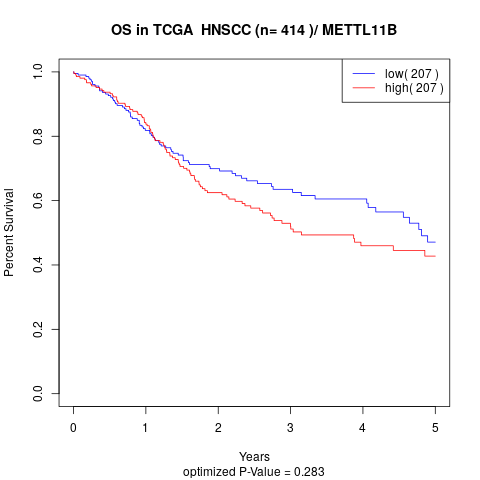 OS in TCGA  HNSCC (n= 414 )/ METTL11B
low( 207 )
high( 207 )
Percent Survival
1.0
0.8
0.6
0.4
0.2
0.0
0 1 2 3 4 5
Years
optimized P-Value = 0.283